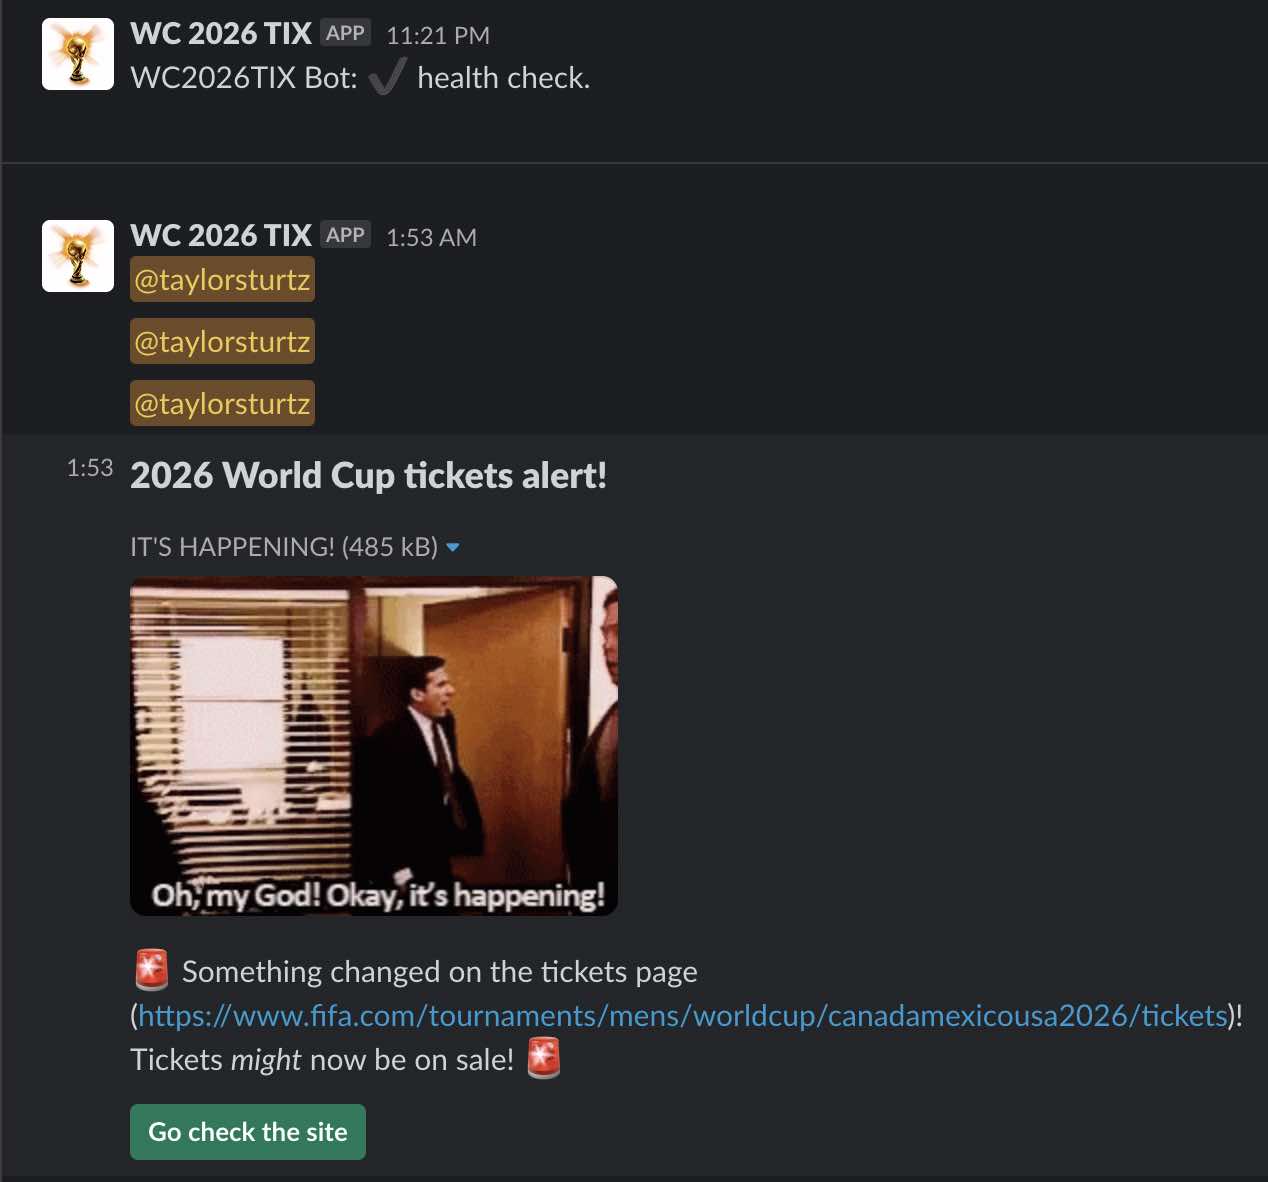 WC 2026 TIX APP 11:21 PM
WC2026TIX Bot: ✔ health check.
WC 2026 TIX APP 1:53 AM
@taylorsturtz
@taylorsturtz
@taylorsturtz
1:53 2026 World Cup tickets alert!
IT'S HAPPENING! (485 kB)
Oh, my God! Okay, it's happening!
🚨 Something changed on the tickets page
(https://www.fifa.com/tournaments/mens/worldcup/canadamexicousa2026/tickets)!
Tickets might now be on sale! 🚨
Go check the site